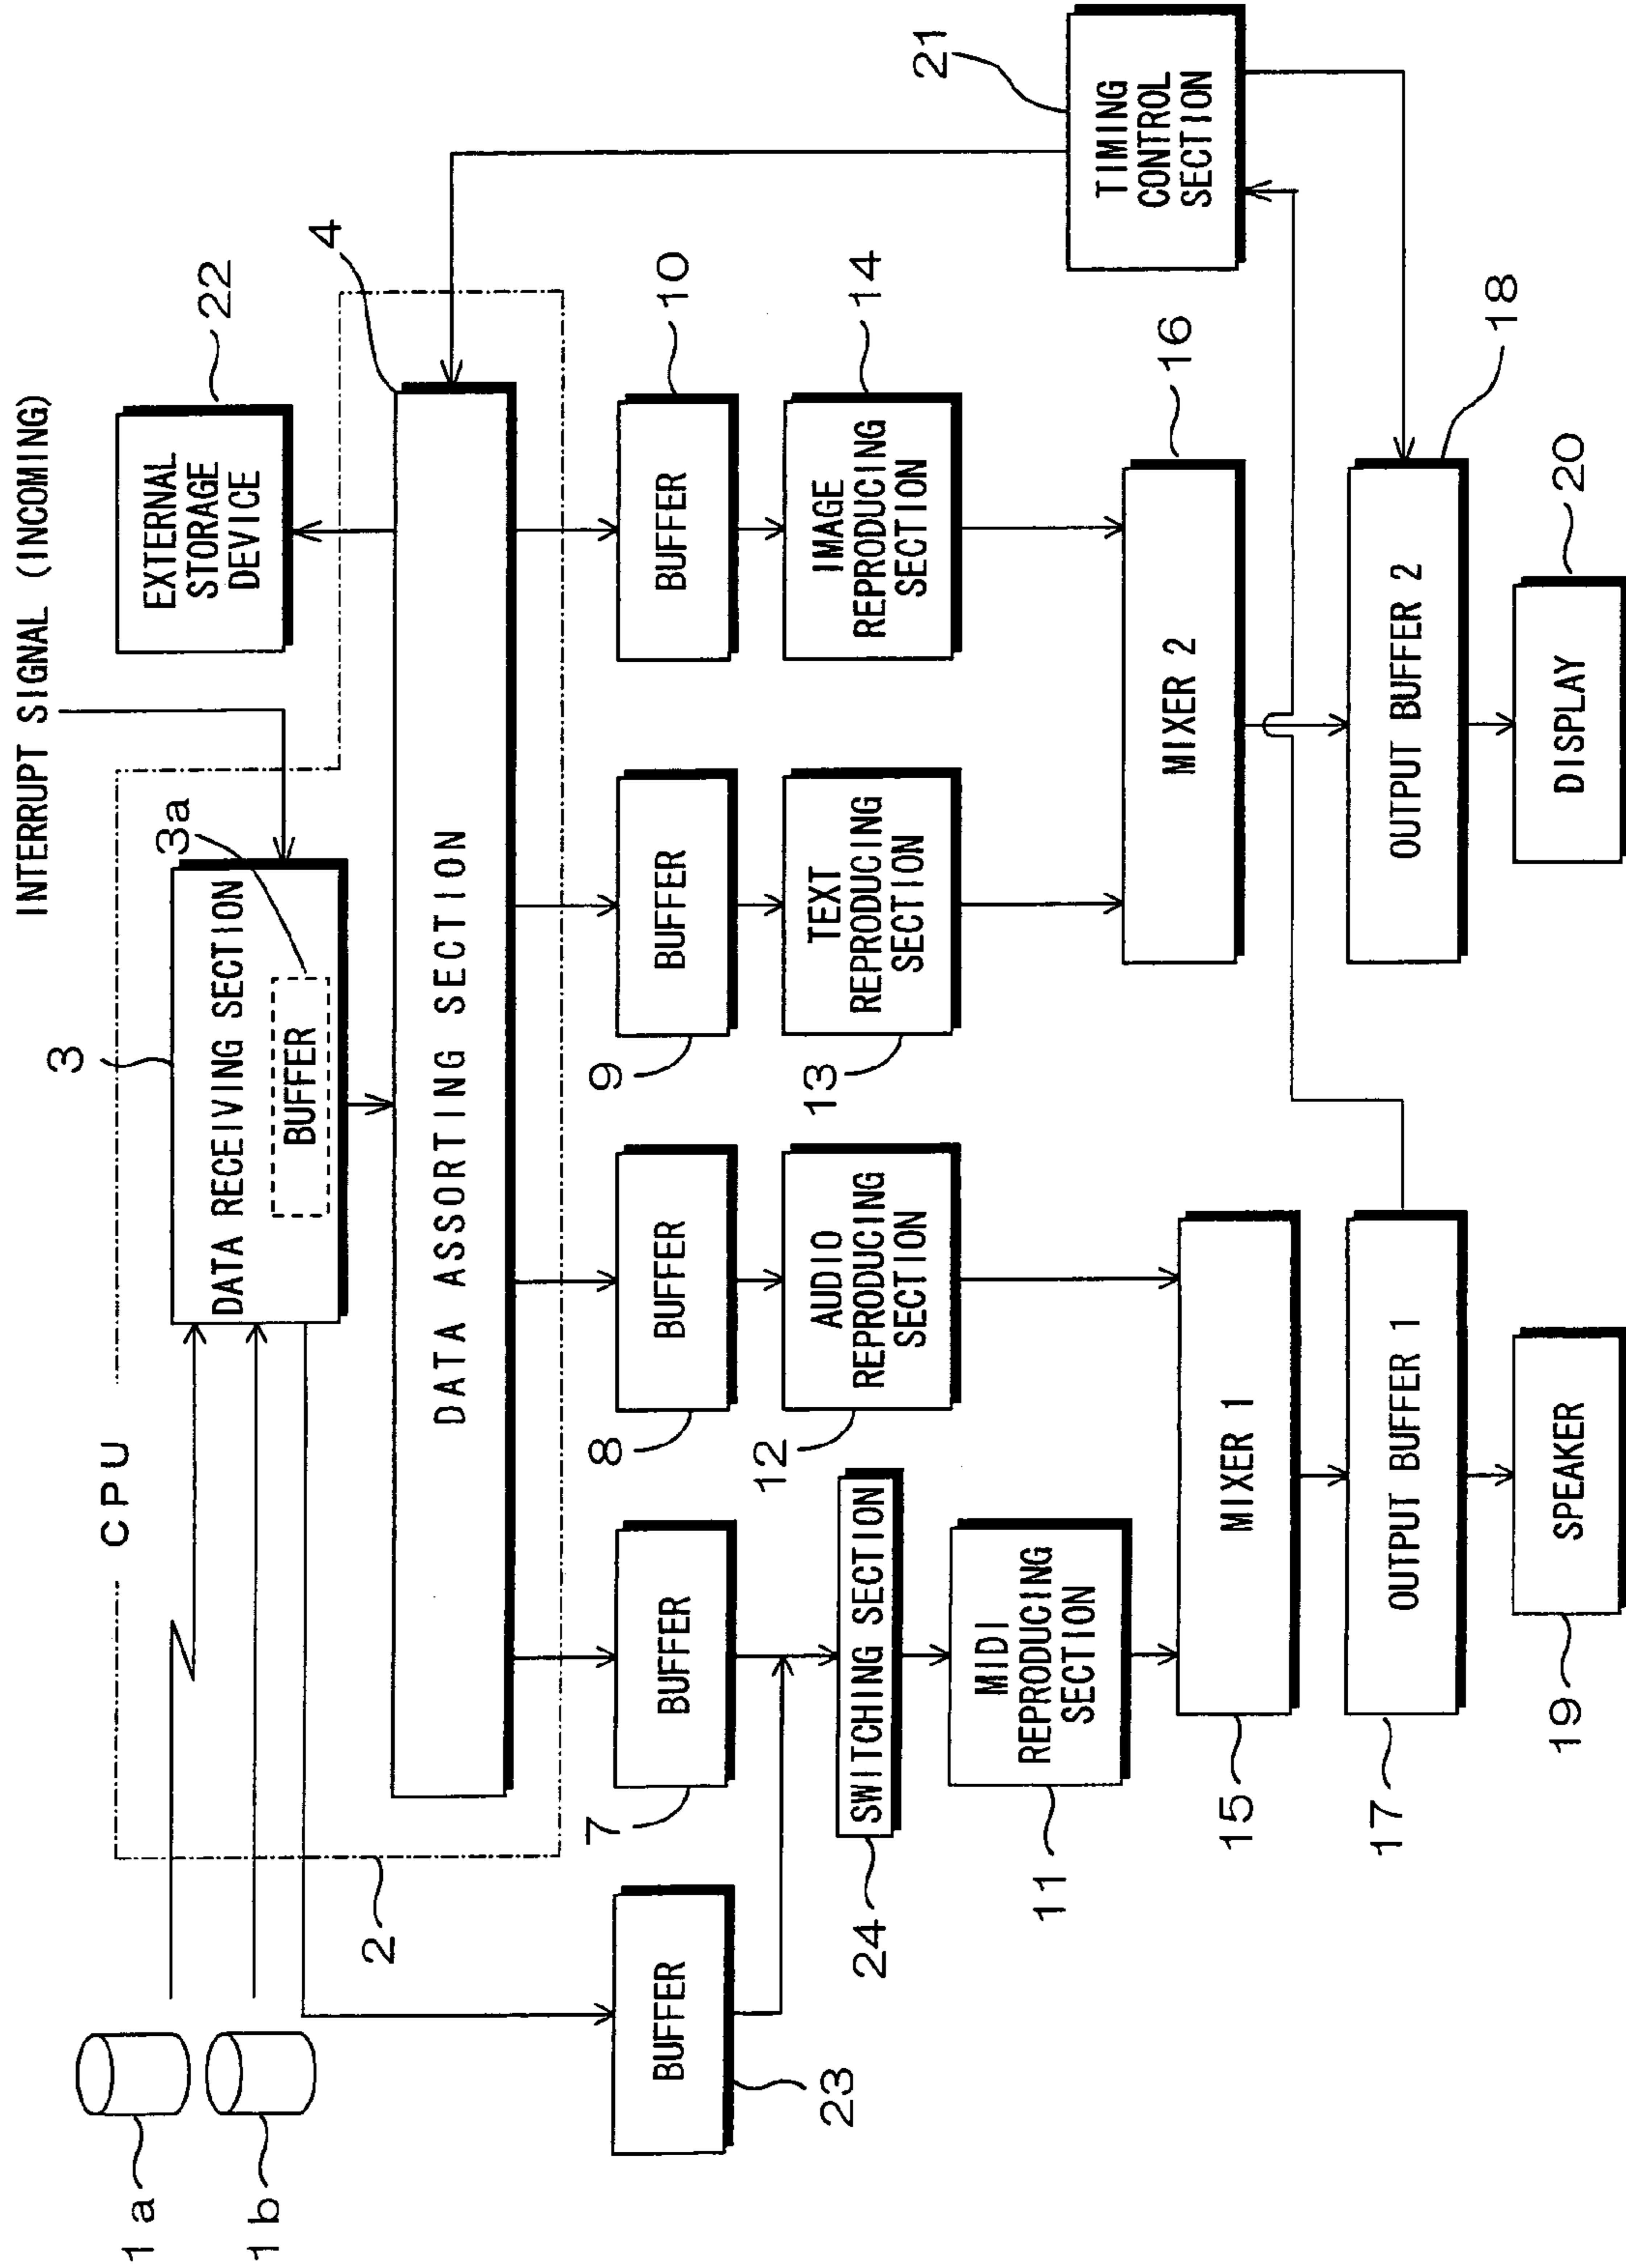 INTERRUPT SIGNAL (INCOMING)
1a
1b
CPU
3
DATA RECEIVING SECTION
BUFFER
3a
EXTERNAL
STORAGE
DEVICE
22
2
DATA ASSORTING SECTION
4
BUFFER
23
BUFFER
7
BUFFER
8
BUFFER
9
BUFFER
10
SWITCHING SECTION
24
MIDI
REPRODUCING
SECTION
11
AUDIO
REPRODUCING
SECTION
12
TEXT
REPRODUCING
SECTION
13
IMAGE
REPRODUCING
SECTION
14
TIMING
CONTROL
SECTION
21
MIXER 1
15
MIXER 2
16
OUTPUT BUFFER 1
17
OUTPUT BUFFER 2
18
SPEAKER
19
DISPLAY
20